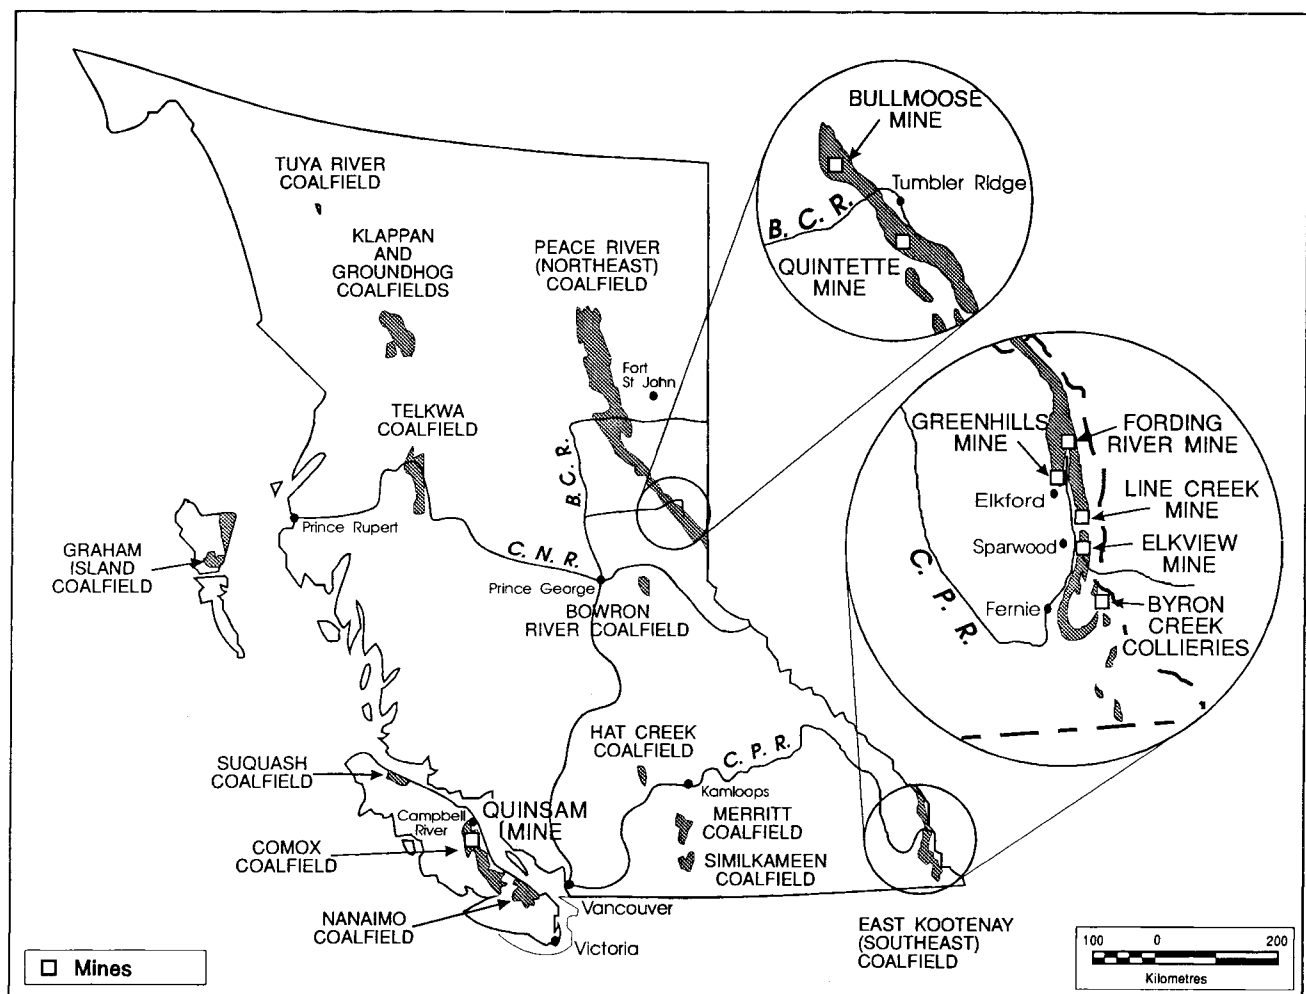 BULLMOOSE
MINE
Tumbler Ridge
B. C. R.
QUINTETTE
MINE
TUYA RIVER
COALFIELD
KLAPPAN
AND
GROUNDHOG
COALFIELDS
PEACE RIVER
(NORTHEAST)
COALFIELD
Fort
St John
TELKWA
COALFIELD
B. C. R.
GREENHILLS
MINE
FORDING
RIVER MINE
Elkford
LINE CREEK
MINE
Sparwood
ELKVIEW
MINE
C. P. R.
Fernie
BYRON
CREEK
COLLIERIES
Prince Rupert
GRAHAM
ISLAND
COALFIELD
C. N. R.
Prince George
BOWRON
RIVER COALFIELD
HAT CREEK
COALFIELD
C. P. R.
Kamloops
SUQUASH
COALFIELD
Campbell
River
QUINSAM
MINE
MERRITT
COALFIELD
COMOX
COALFIELD
SIMILKAMEEN
COALFIELD
NANAIMO
COALFIELD
Vancouver
Victoria
EAST KOOTENAY
(SOUTHEAST)
COALFIELD
100 0 200
Kilometres
Mines